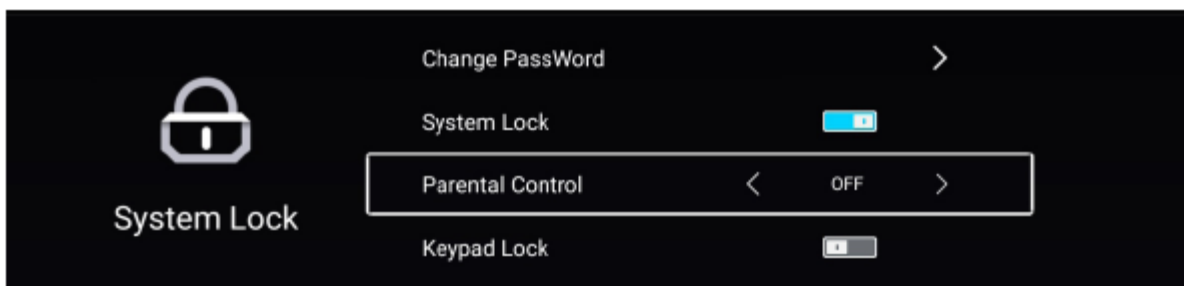 System Lock
Change PassWord
System Lock
Parental Control OFF
Keypad Lock